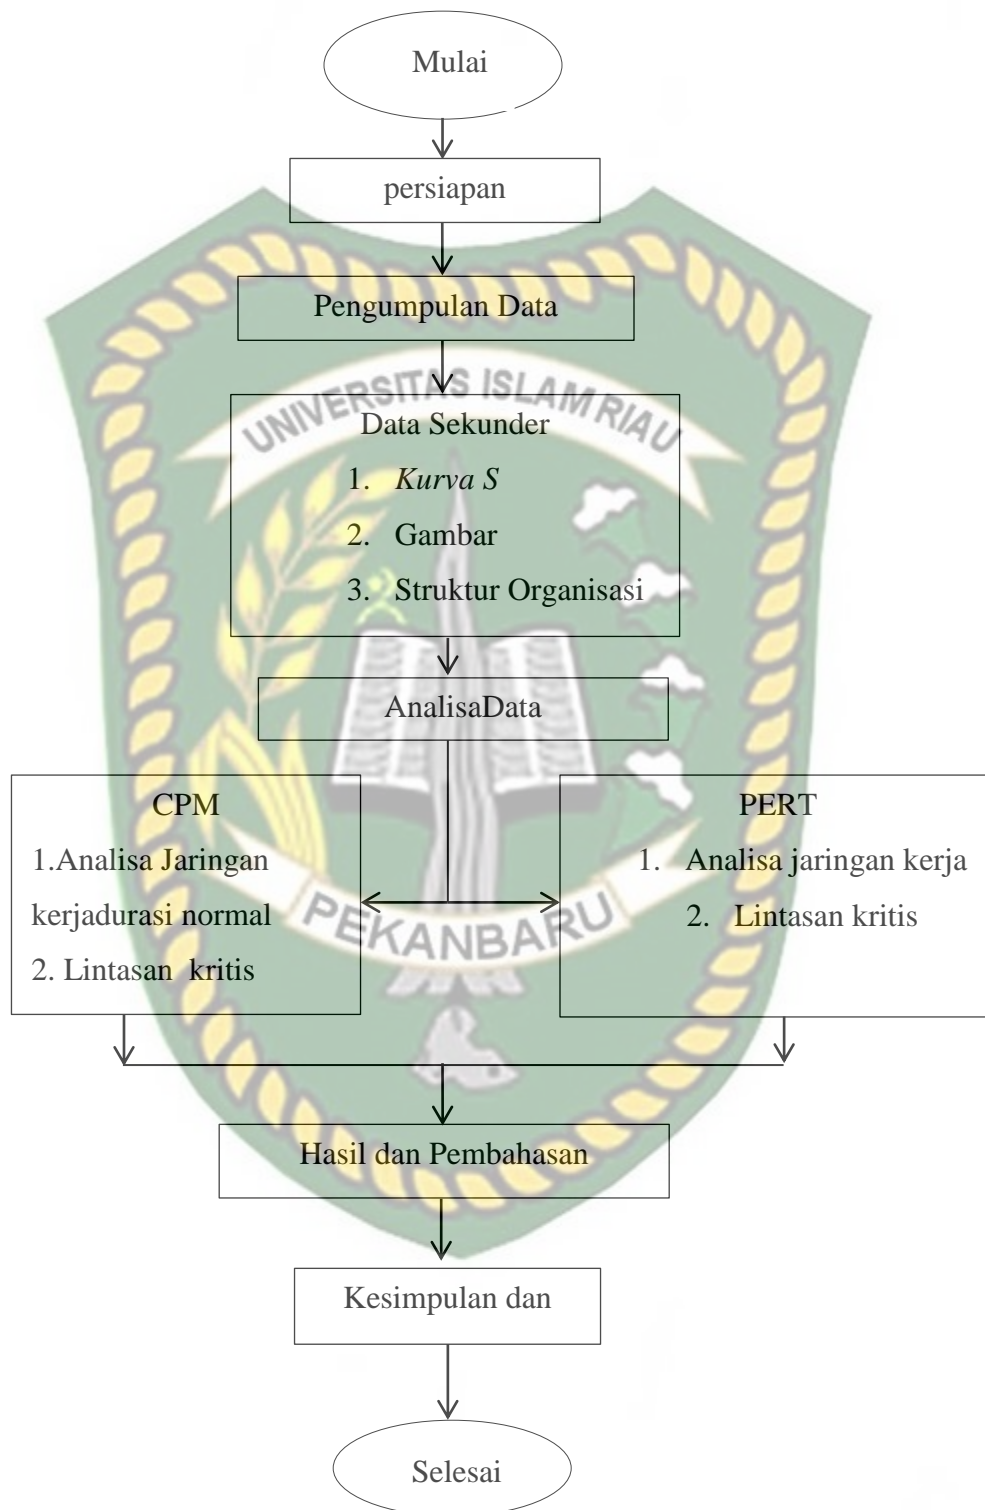 Mulai
persiapan
Pengumpulan Data
UNIVERSITAS ISLAM RIAU
Data Sekunder
1. Kurva S
2. Gambar
3. Struktur Organisasi
AnalisaData
CPM
1.Analisa Jaringan
kerjadurasi normal
2. Lintasan kritis
PERT
1. Analisa jaringan kerja
2. Lintasan kritis
PEKANBARU
Hasil dan Pembahasan
Kesimpulan dan
Selesai